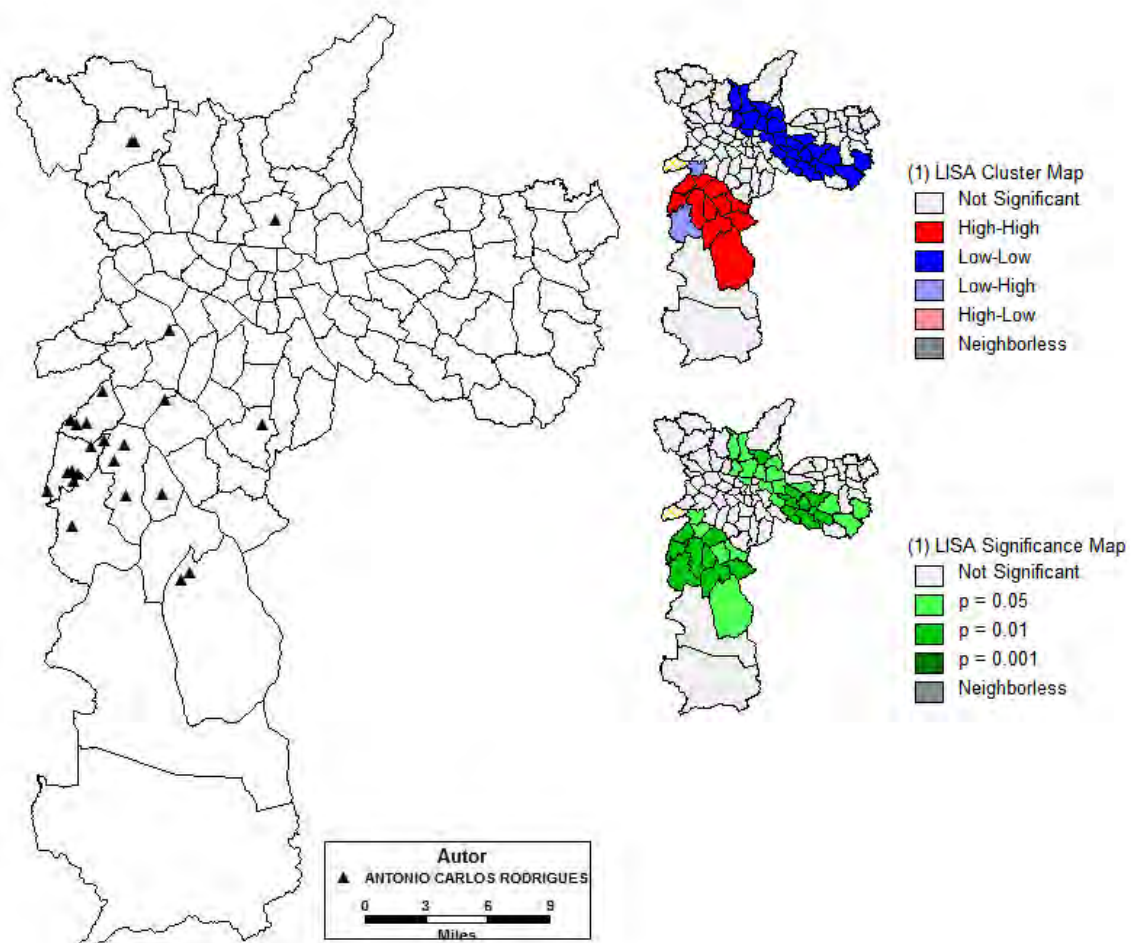 (1) LISA Cluster Map
Not Significant
High-High
Low-Low
Low-High
High-Low
Neighborless
(1) LISA Significance Map
Not Significant
p = 0.05
p = 0.01
p = 0.001
Neighborless
Autor
ANTONIO CARLOS RODRIGUES
0 3 6 9
Miles